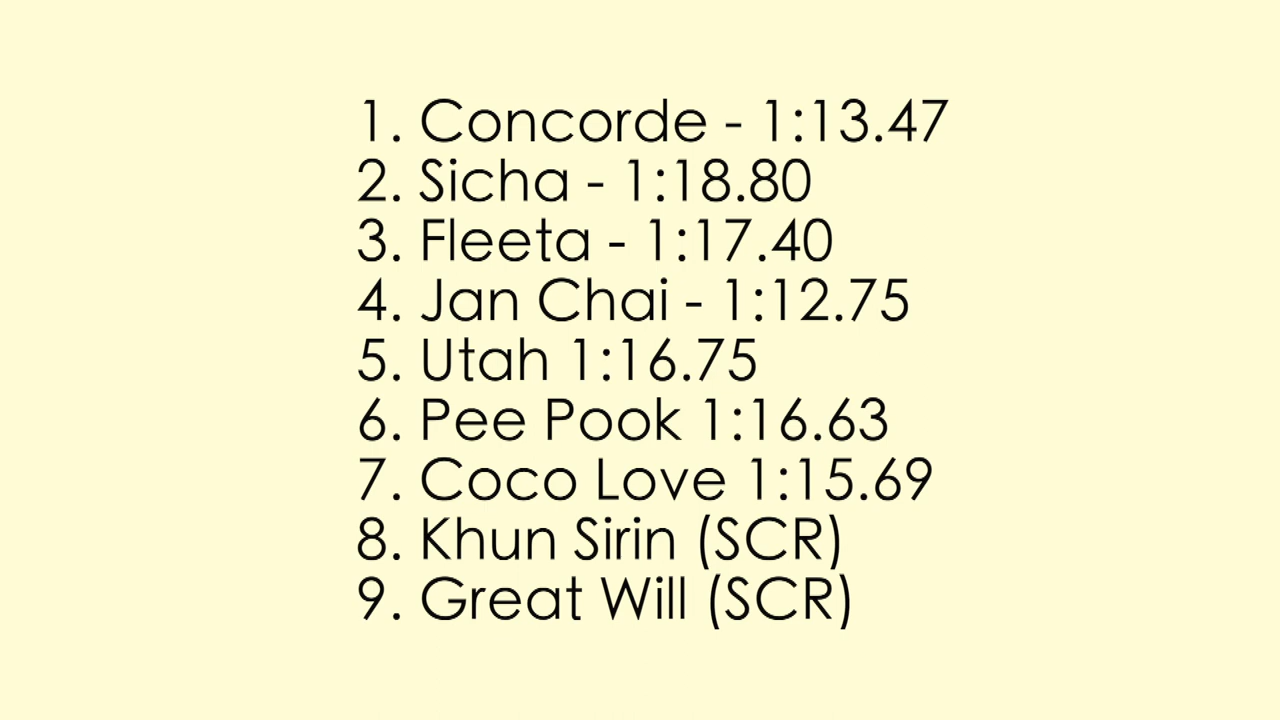 1. Concorde - 1:13.47
2. Sicha - 1:18.80
3. Fleeta - 1:17.40
4. Jan Chai - 1:12.75
5. Utah 1:16.75
6. Pee Pook 1:16.63
7. Coco Love 1:15.69
8. Khun Sirin (SCR)
9. Great Will (SCR)